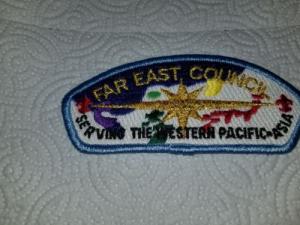 FAR EAST COUNCIL
SERVING THE WESTERN PACIFIC-ASIA